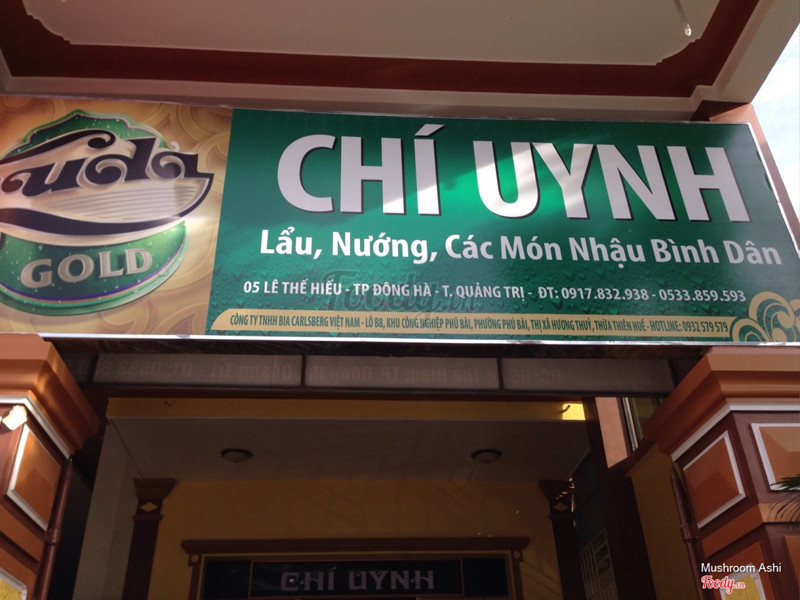 Huda
GOLD
CHÍ UYNH
Lẩu, Nướng, Các Món Nhậu Bình Dân
05 LÊ THẾ HIẾU - TP ĐÔNG HÀ - T. QUẢNG TRỊ - ĐT: 0917.832.938 - 0533.859.593
CÔNG TY TNHH BIA CARLSBERG VIỆT NAM - LÔ B8, KHU CÔNG NGHIỆP PHÚ BÀI, PHƯỜNG PHÚ BÀI, THỊ XÃ HƯƠNG THUỶ, THỪA THIÊN HUẾ - HOTLINE: 0932 579 579
Foody.vn
CHÍ UYNH
Mushroom Ashi
Foody.vn